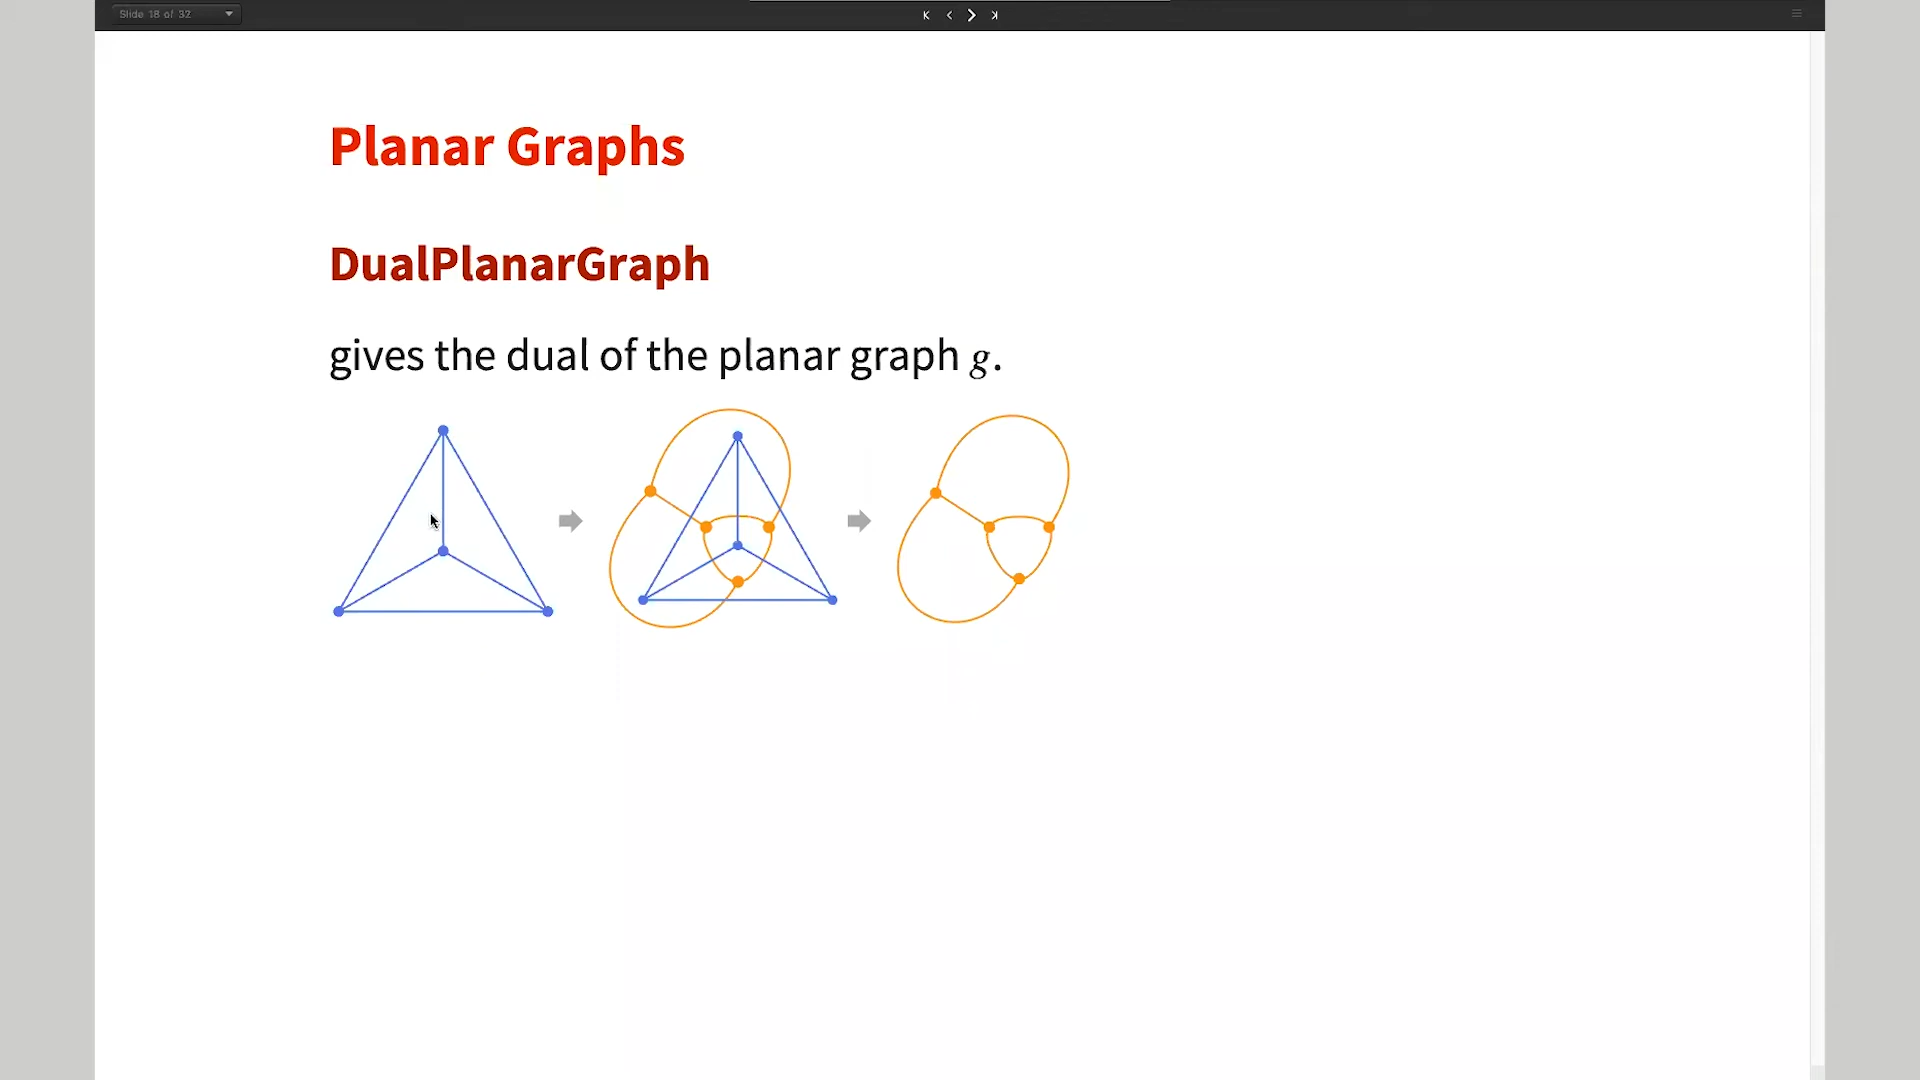 Slide 18 of 32
Planar Graphs
DualPlanarGraph
gives the dual of the planar graph g.